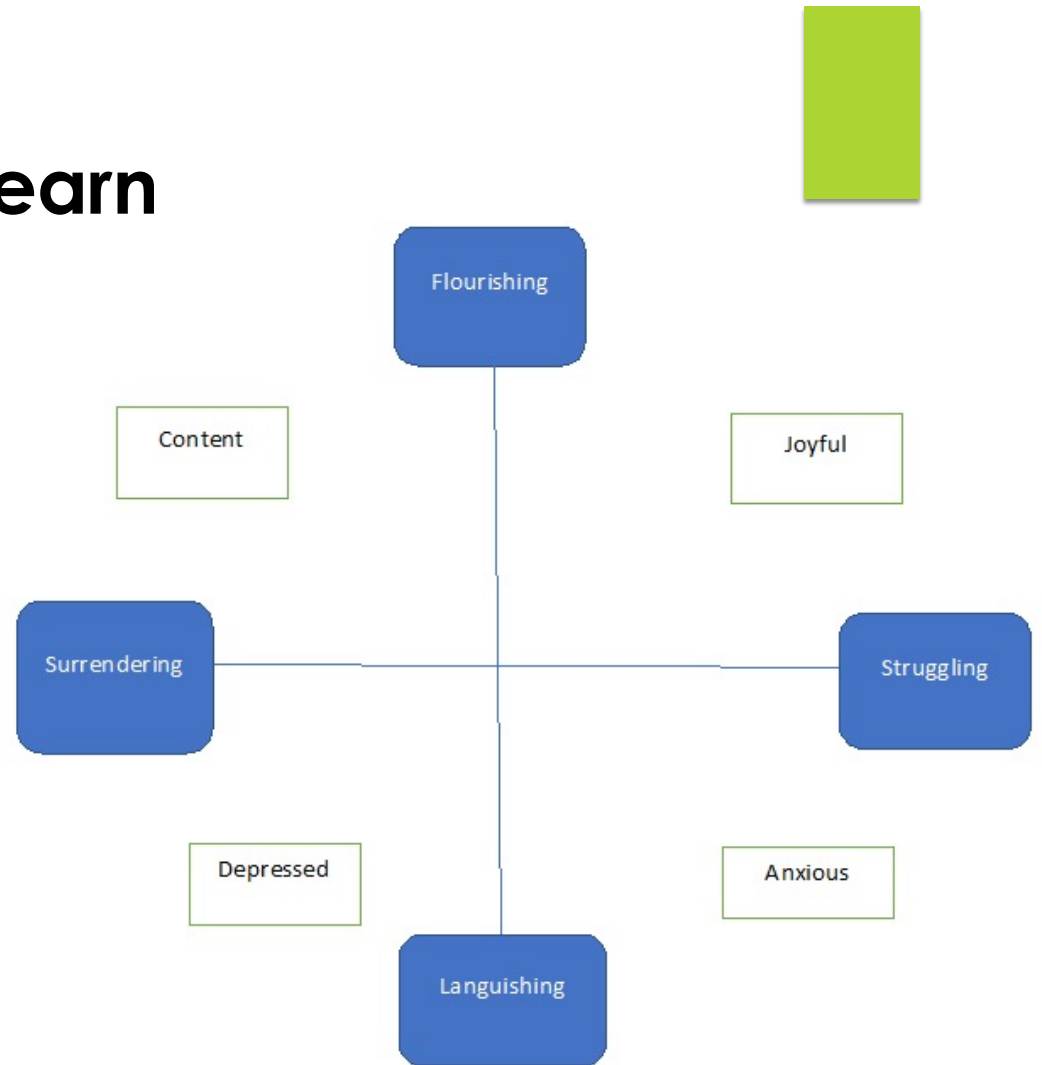 earn
Flourishing
Content
Joyful
Surrendering
Struggling
Depressed
Anxious
Languishing